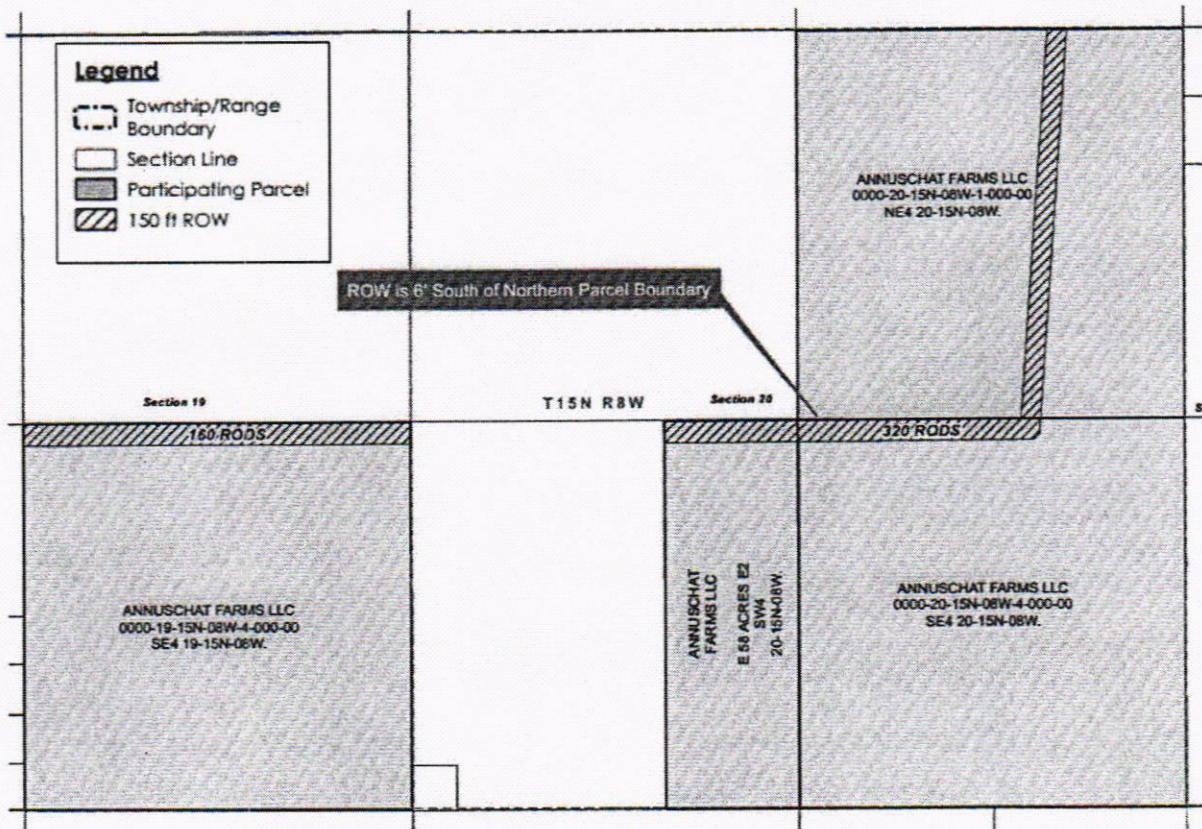 Legend
Township/Range
Boundary
Section Line
Participating Parcel
150 ft ROW
ANNUSCHAT FARMS LLC
0000-20-15N-08W-1-000-00
NE4 20-15N-08W.
ROW is 6' South of Northern Parcel Boundary
Section 19
T15N R8W
Section 20
S
160 RODS
320 RODS
ANNUSCHAT FARMS LLC
0000-19-15N-08W-4-000-00
SE4 19-15N-08W.
ANNUSCHAT
FARMS LLC
E 58 ACRES E2
SW4
20-15N-08W.
ANNUSCHAT FARMS LLC
0000-20-15N-08W-4-000-00
SE4 20-15N-08W.